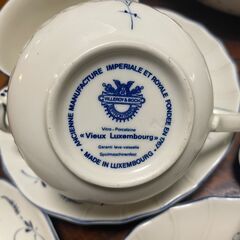 ANCIENNE MANUFACTURE IMPERIALE ET ROYALE FONDEE EN 1767
VILLEROY & BOCH
Vitro - Porcelaine
«Vieux Luxembourg»
Garanti lave-vaisselle
Spülmaschinenfest
• MADE IN LUXEMBOURG •